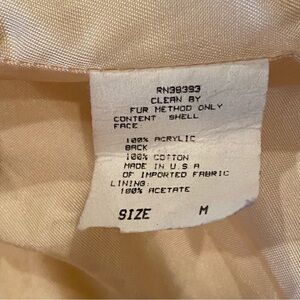 RN38393
CLEAN BY
FUR METHOD ONLY
CONTENT SHELL
FACE
100% ACRYLIC
BACK
100% COTTON
MADE IN U S A
OF IMPORTED FABRIC
LINING:
100% ACETATE
SIZE M